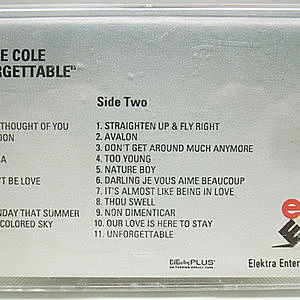 E COLE
ORGETTABLE"
Side Two
THOUGHT OF YOU
OON
A
'T BE LOVE
NDAY THAT SUMMER
COLORED SKY
1. STRAIGHTEN UP & FLY RIGHT
2. AVALON
3. DON'T GET AROUND MUCH ANYMORE
4. TOO YOUNG
5. NATURE BOY
6. DARLING JE VOUS AIME BEAUCOUP
7. IT'S ALMOST LIKE BEING IN LOVE
8. THOU SWELL
9. NON DIMENTICAR
10. OUR LOVE IS HERE TO STAY
11. UNFORGETTABLE
PLUS
Elektra Enter